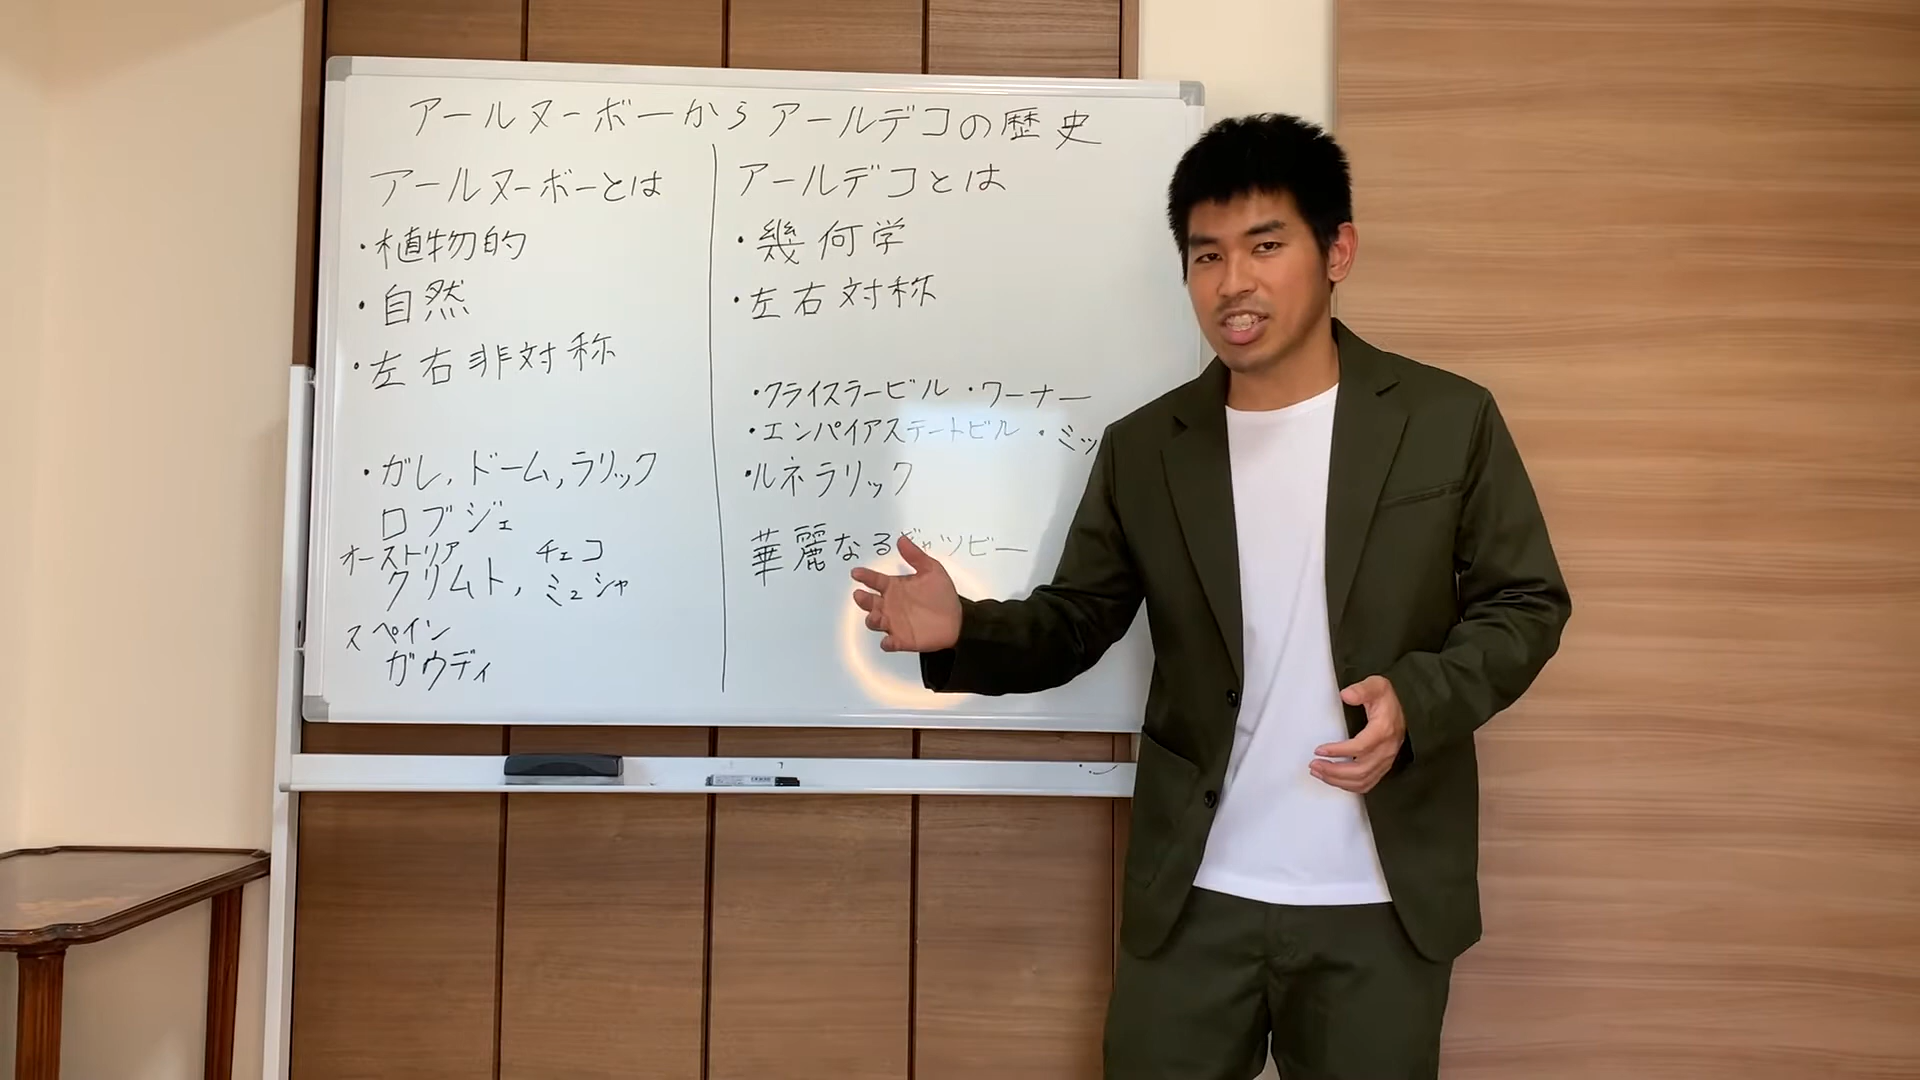 アールヌーボーからアールデコの歴史
アールヌーボーとは
・植物的
・自然
・左右非対称
・ガレ,ドーム,ラリック
ロブジェ
オーストリア チェコ
クリムト, ミュシャ
スペイン
ガウディ
アールデコとは
・幾何学
・左右対称
・クライスラービル ・ワーナー
・エンパイアステートビル ・ミッ
・ルネラリック
華麗なるギャツビー